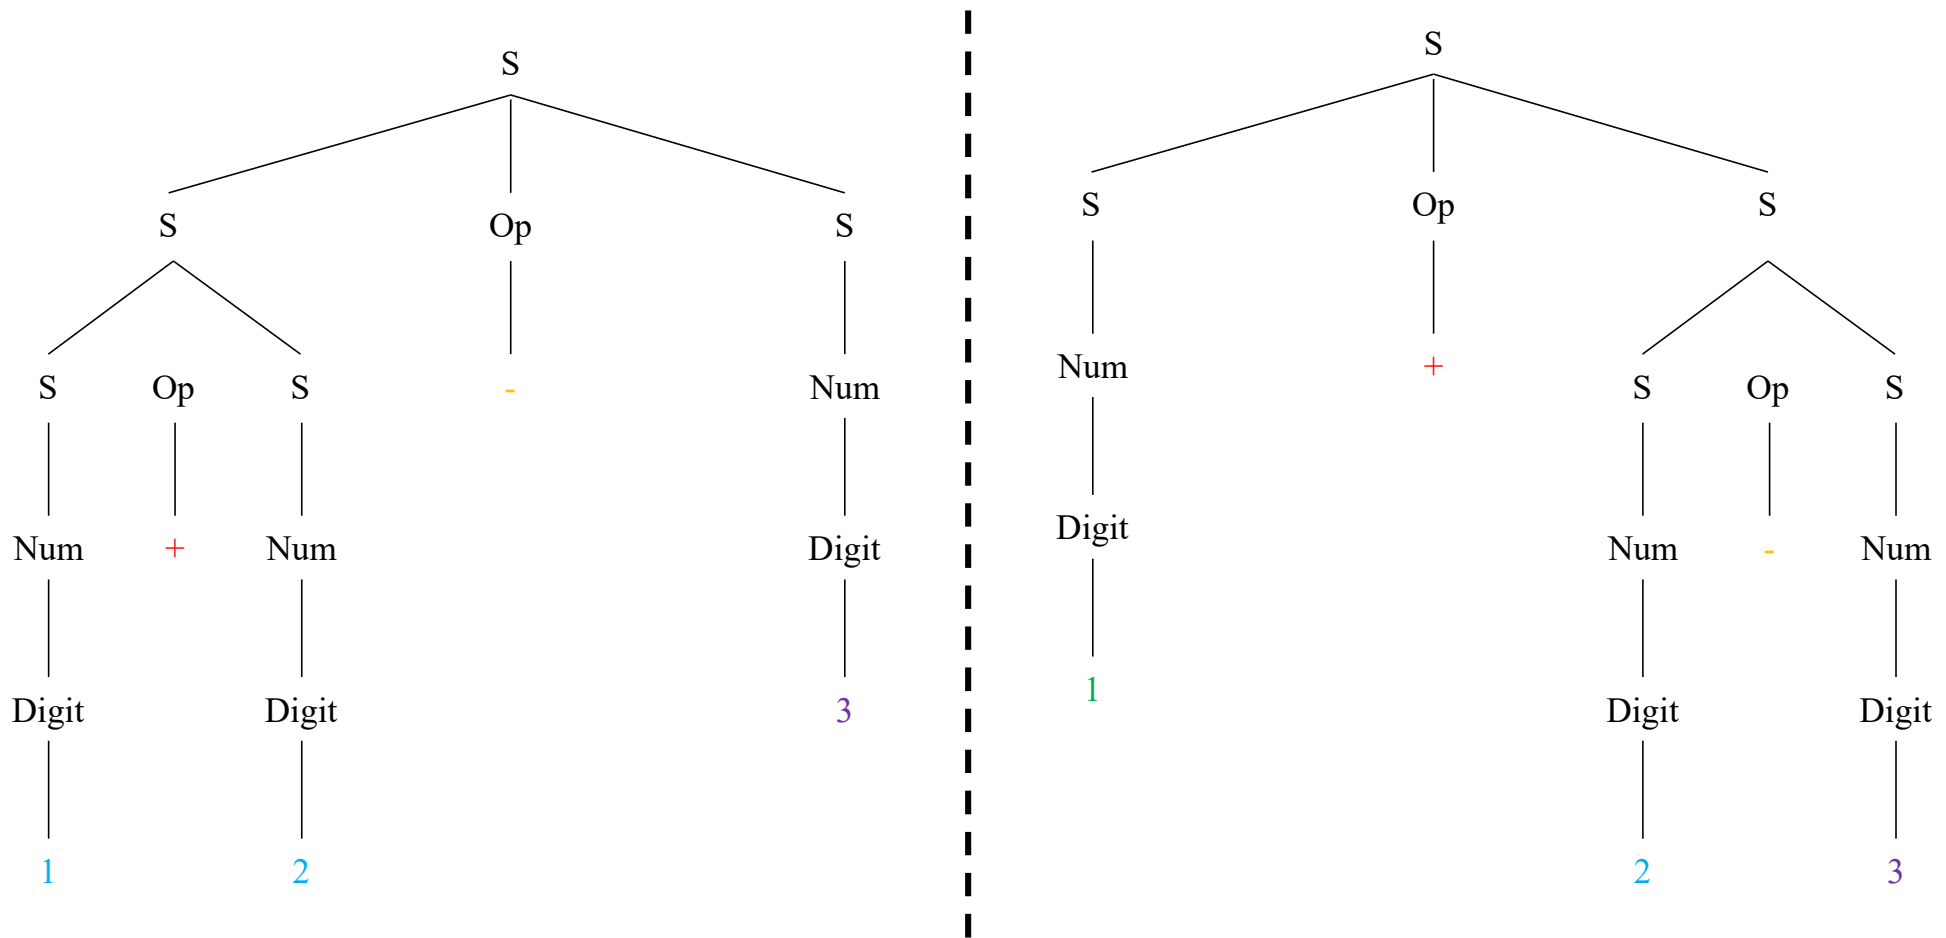 S
S Op S
S Op S - Num
Num + Num Digit
Digit Digit 3
1 2
S
S Op S
Num + S Op S
Digit Num - Num
1 Digit Digit
2 3